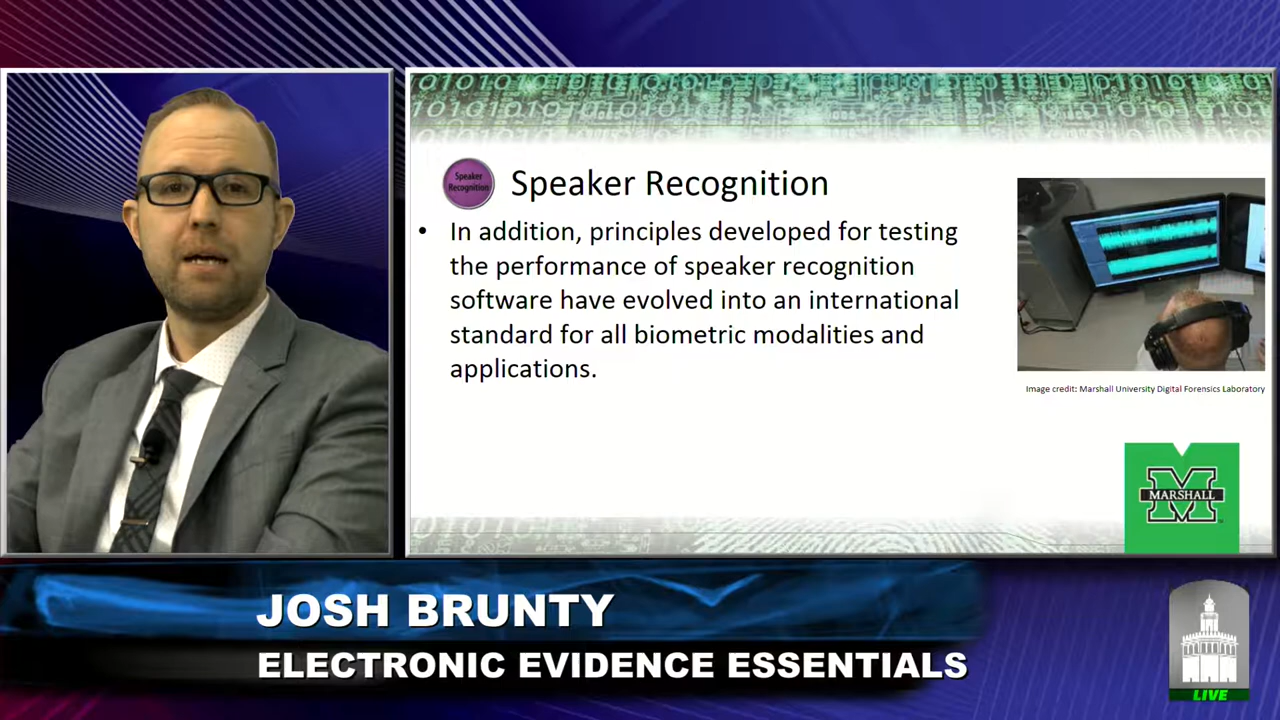 Speaker
Recognition
Speaker Recognition
• In addition, principles developed for testing
the performance of speaker recognition
software have evolved into an international
standard for all biometric modalities and
applications.
Image credit: Marshall University Digital Forensics Laboratory
M
MARSHALL
JOSH BRUNTY
ELECTRONIC EVIDENCE ESSENTIALS
LIVE